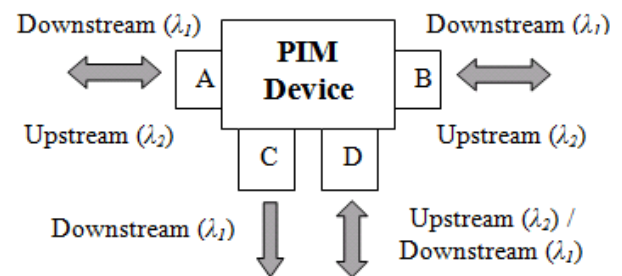 Downstream (λ1)
Downstream (λ1)
PIM
Device
A
B
Upstream (λ2)
Upstream (λ2)
C
D
Downstream (λ1)
Upstream (λ2) /
Downstream (λ1)